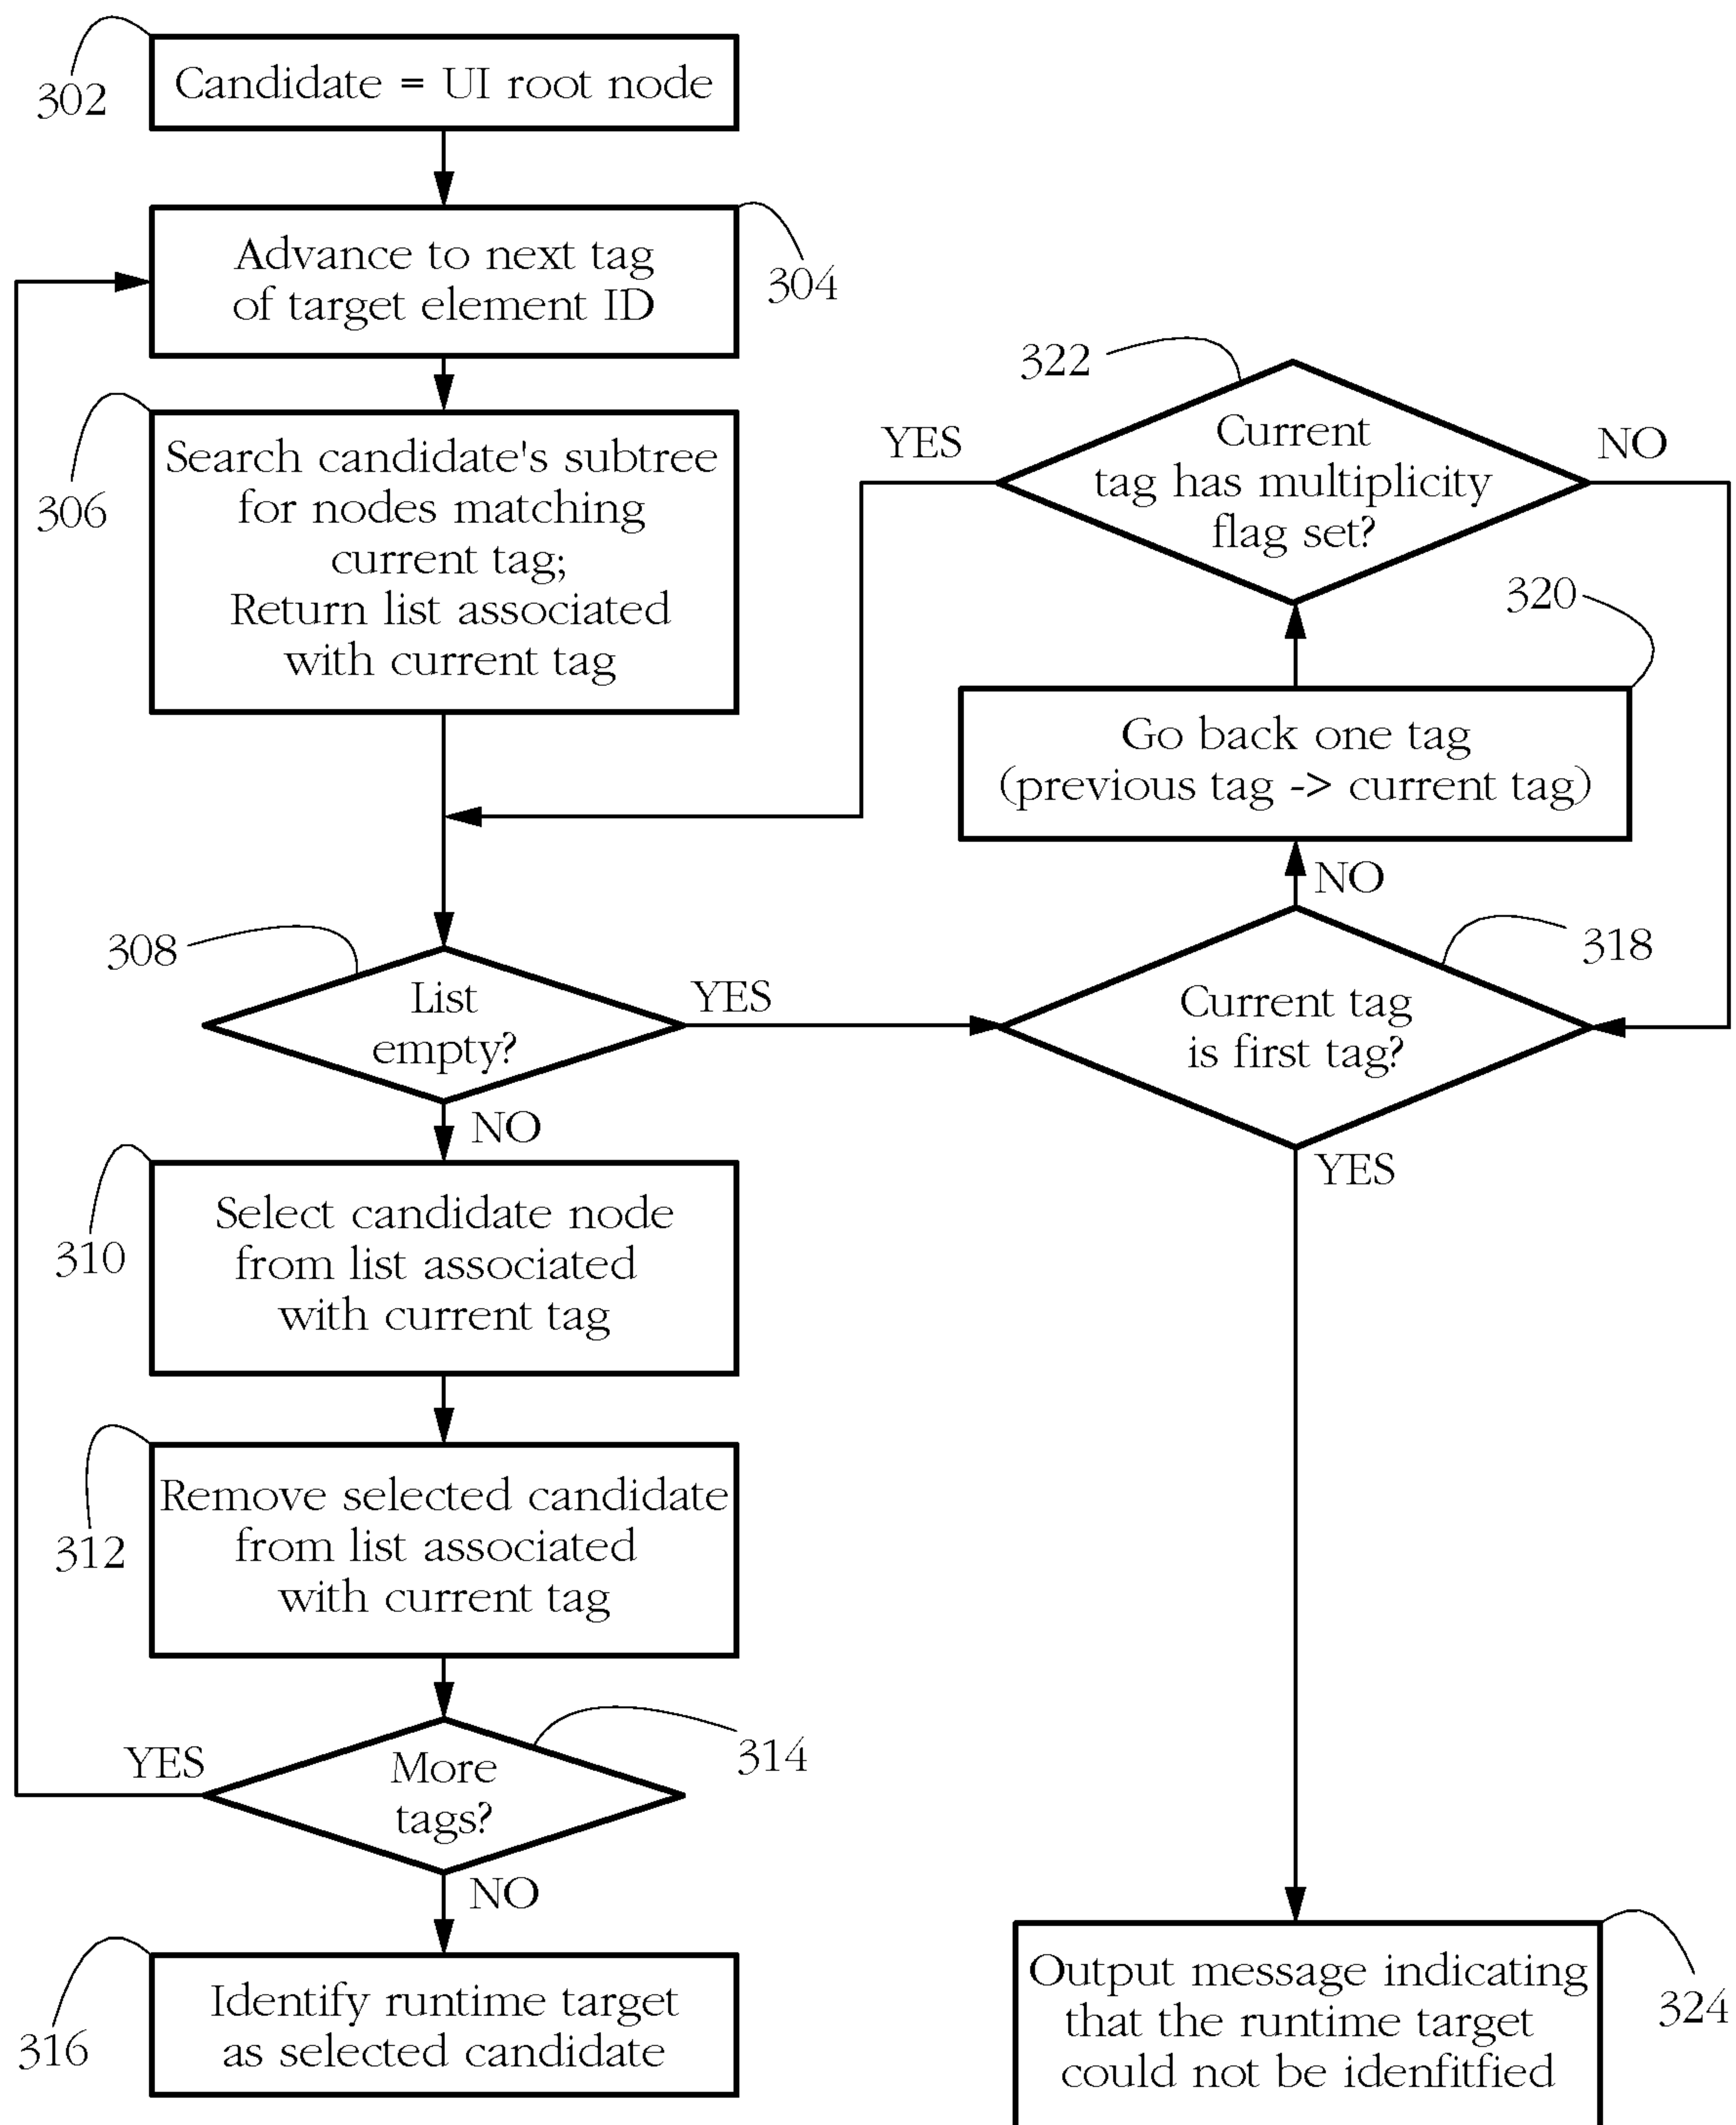 302
Candidate = UI root node
Advance to next tag
of target element ID
304
306
Search candidate's subtree
for nodes matching
current tag;
Return list associated
with current tag
308
List
empty?
YES
NO
310
Select candidate node
from list associated
with current tag
312
Remove selected candidate
from list associated
with current tag
314
More
tags?
YES
NO
316
Identify runtime target
as selected candidate
322
YES
Current
tag has multiplicity
flag set?
NO
320
Go back one tag
(previous tag -> current tag)
NO
318
Current tag
is first tag?
YES
Output message indicating
that the runtime target
could not be idenfitfied
324